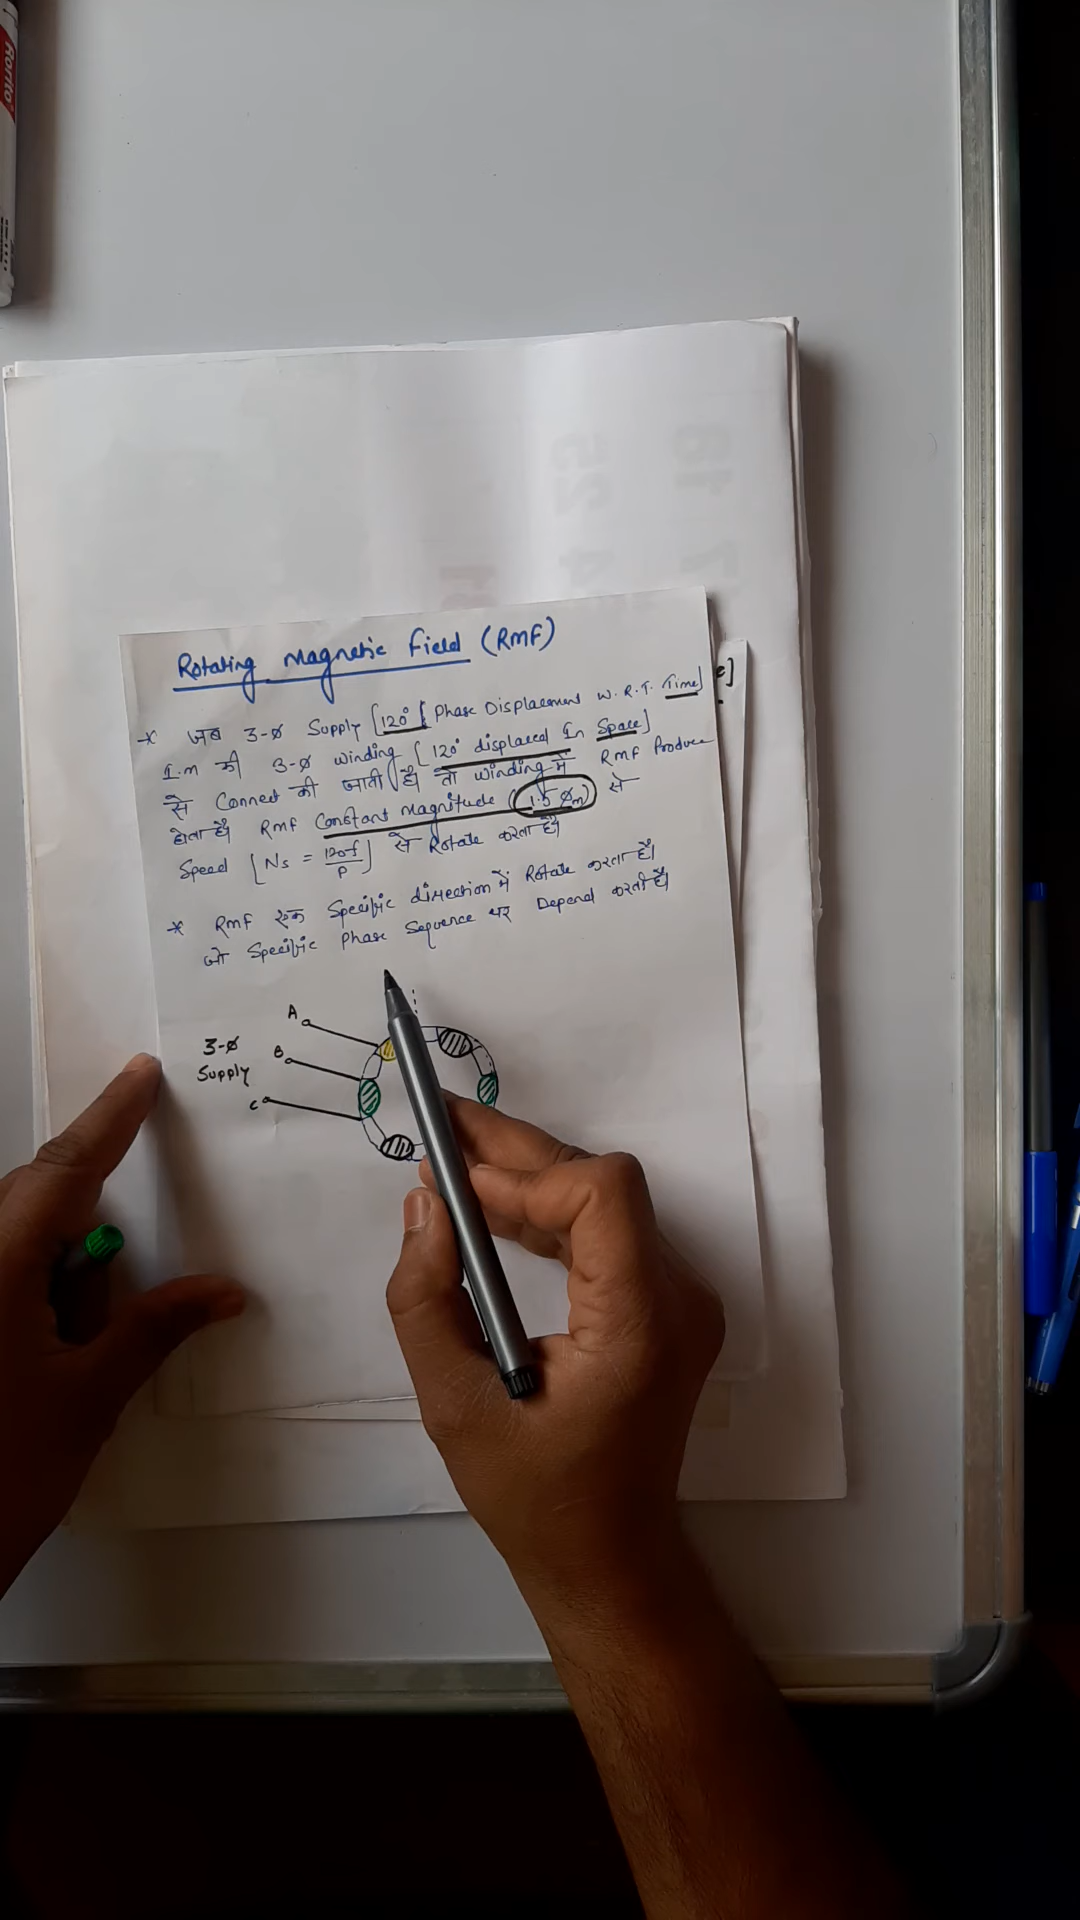 Rorito
Rotating Magnetic Field (RMF)
e]
* जब 3-Ø Supply [120° Phase Displacement W.R.T. Time]
I.m की 3-Ø winding [120° displaced In Space]
से Connect की जाती है। तो winding में RMF Produce
होता है। RMF Constant Magnitude (1.5 Øm) से
Speed [Ns = 120f/P] से Rotate करता है।
* RMF एक Specific direction में Rotate करता है।
जो Specific Phase Sequence पर Depend करती है।
A
3-Ø
B
Supply
C